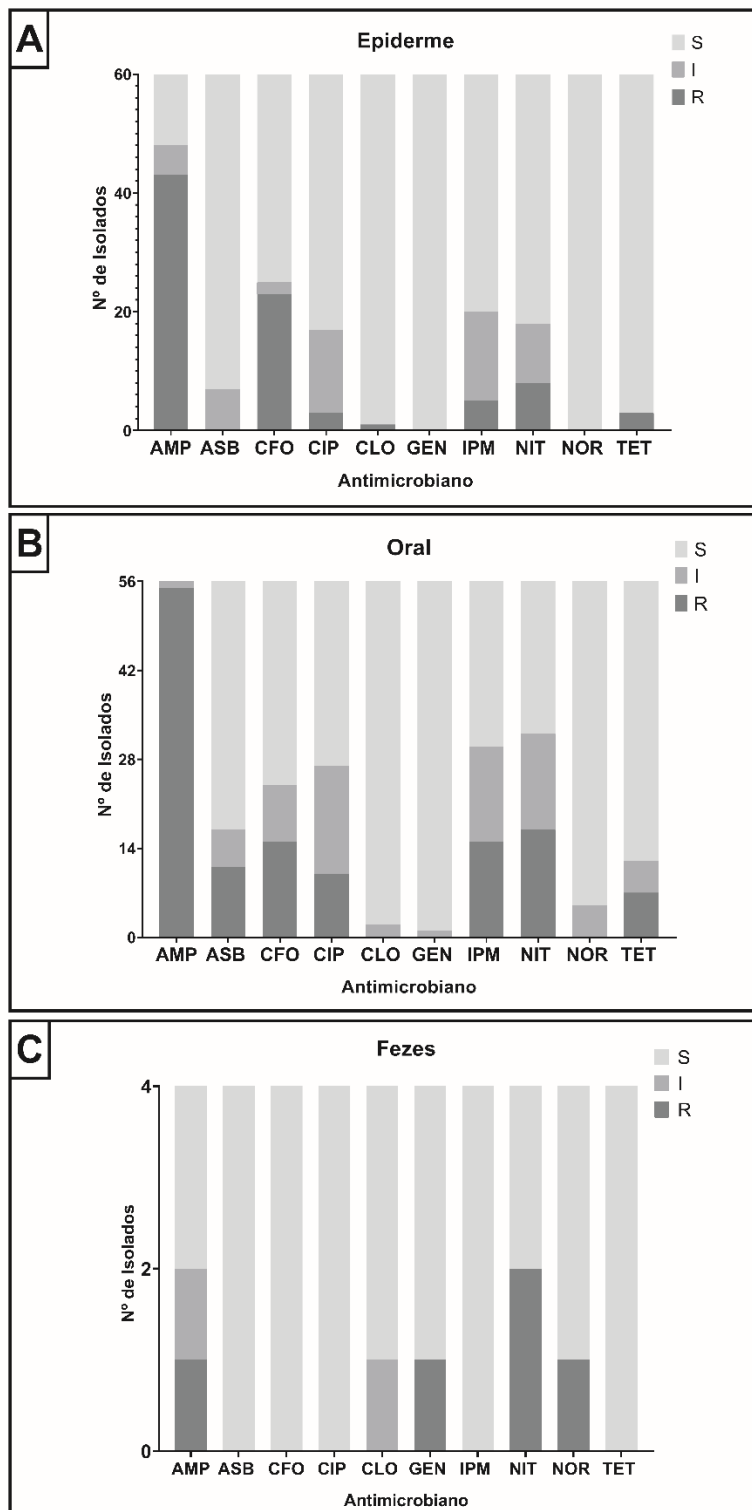 A
Epiderme
S
I
R
Nº de Isolados
60
40
20
0
AMP ASB CFO CIP CLO GEN IPM NIT NOR TET
Antimicrobiano
B
Oral
S
I
R
Nº de Isolados
56
42
28
14
0
AMP ASB CFO CIP CLO GEN IPM NIT NOR TET
Antimicrobiano
C
Fezes
S
I
R
Nº de Isolados
4
2
0
AMP ASB CFO CIP CLO GEN IPM NIT NOR TET
Antimicrobiano